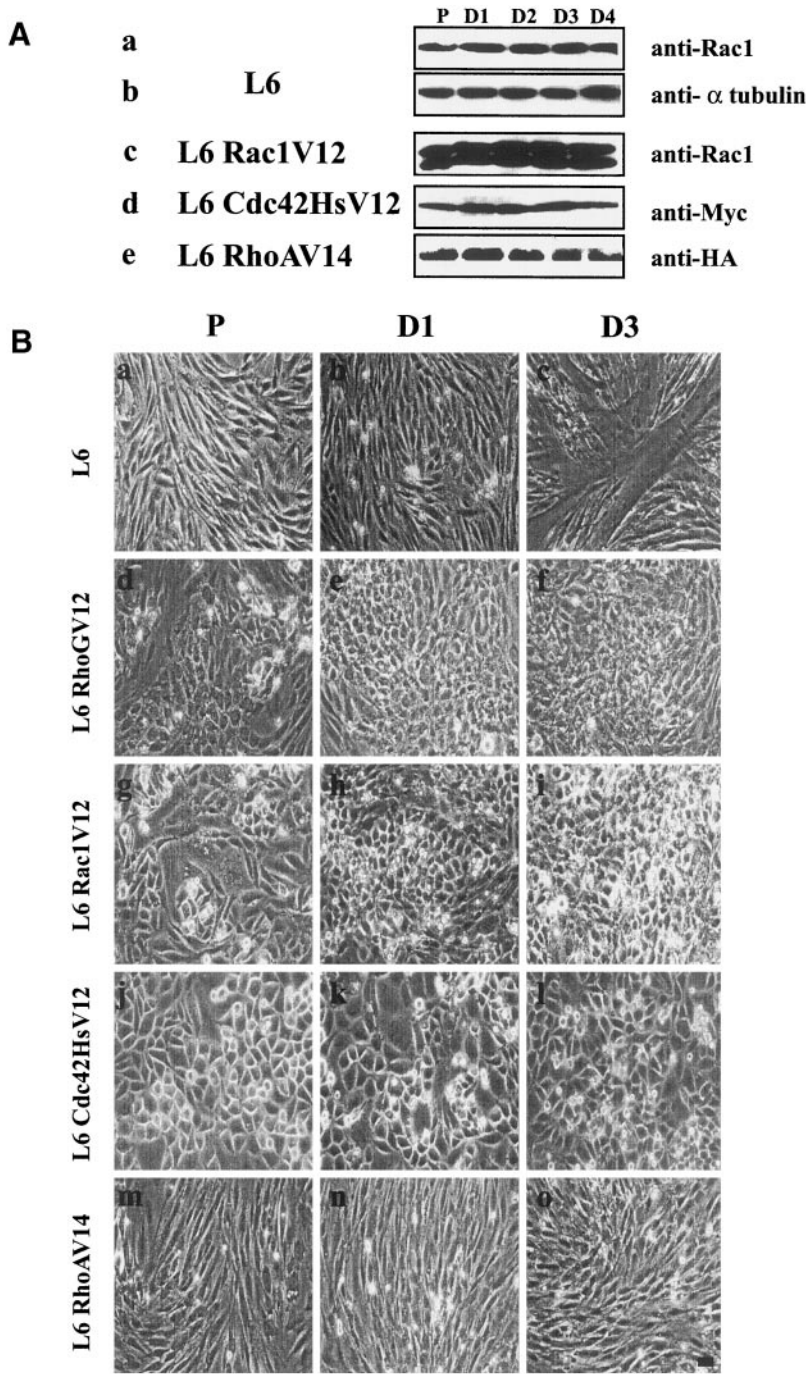 A
P D1 D2 D3 D4
a anti-Rac1
L6
b anti- α tubulin
c L6 Rac1V12 anti-Rac1
d L6 Cdc42HsV12 anti-Myc
e L6 RhoAV14 anti-HA
B
P D1 D3
L6
a b c
L6 RhoGV12
d e f
L6 Rac1V12
g h i
L6 Cdc42HsV12
j k l
L6 RhoAV14
m n o